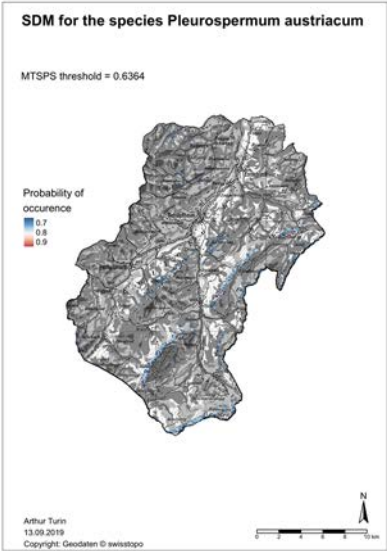 SDM for the species Pleurospermum austriacum
MTSPS threshold = 0.6364
Probability of
occurence
0.7
0.8
0.9
N
Arthur Turin
13.09.2019
Copyright: Geodaten © swisstopo
0 2 4 6 8 10 km